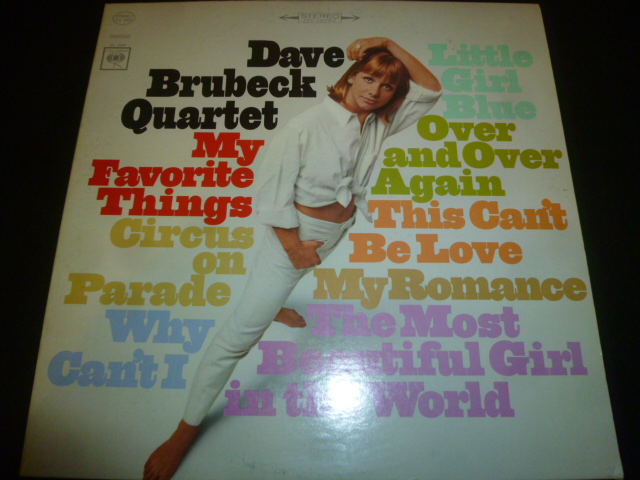 Dave
Brubeck
Quartet
My
Favorite
Things
Circus
on
Parade
Why
Can't I
Little
Girl
Blue
Over
and Over
Again
This Can't
Be Love
My Romance
The Most
Beautiful Girl
in the World